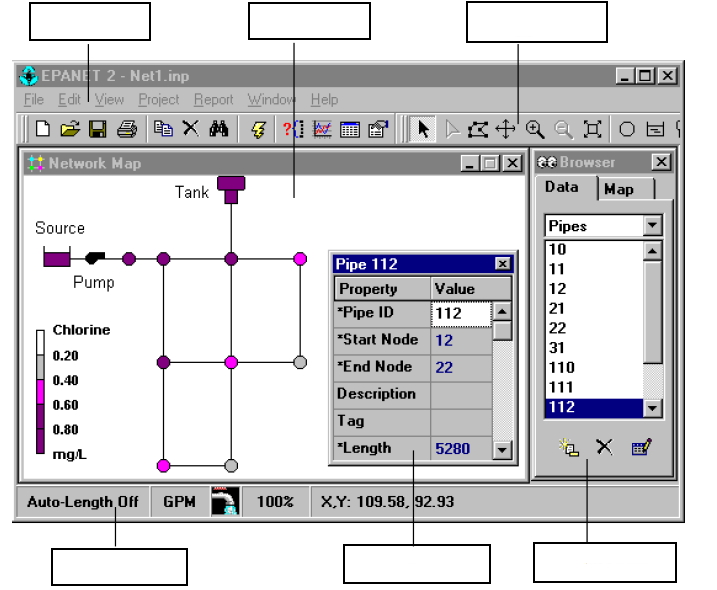 EPANET 2 - Net1.inp
File Edit View Project Report Window Help
Network Map
Tank
Source
Pump
Chlorine
0.20
0.40
0.60
0.80
mg/L
Pipe 112
Property Value
*Pipe ID 112
*Start Node 12
*End Node 22
Description
Tag
*Length 5280
Browser
Data Map
Pipes
10
11
12
21
22
31
110
111
112
Auto-Length Off GPM 100% X,Y: 109.58, 92.93